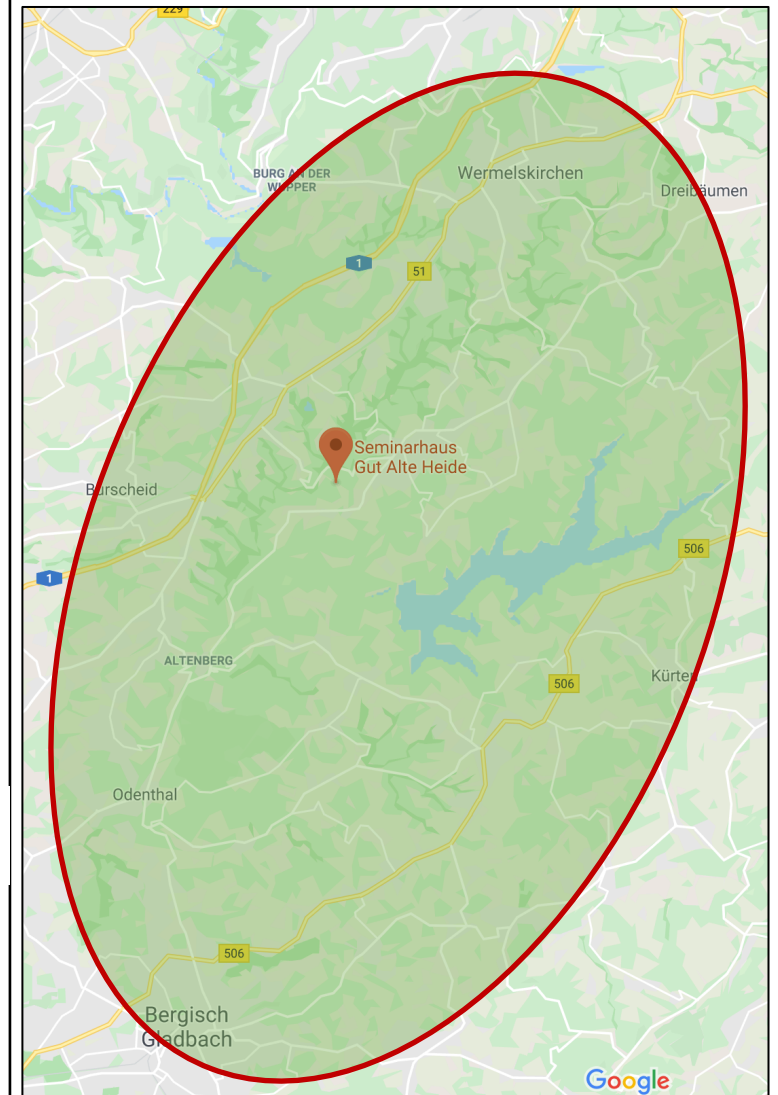 229
BURG AN DER
WUPPER
Wermelskirchen
Dreibäumen
1
51
Seminarhaus
Gut Alte Heide
Burscheid
506
1
ALTENBERG
506
Kürten
Odenthal
506
Bergisch
Gladbach
Google